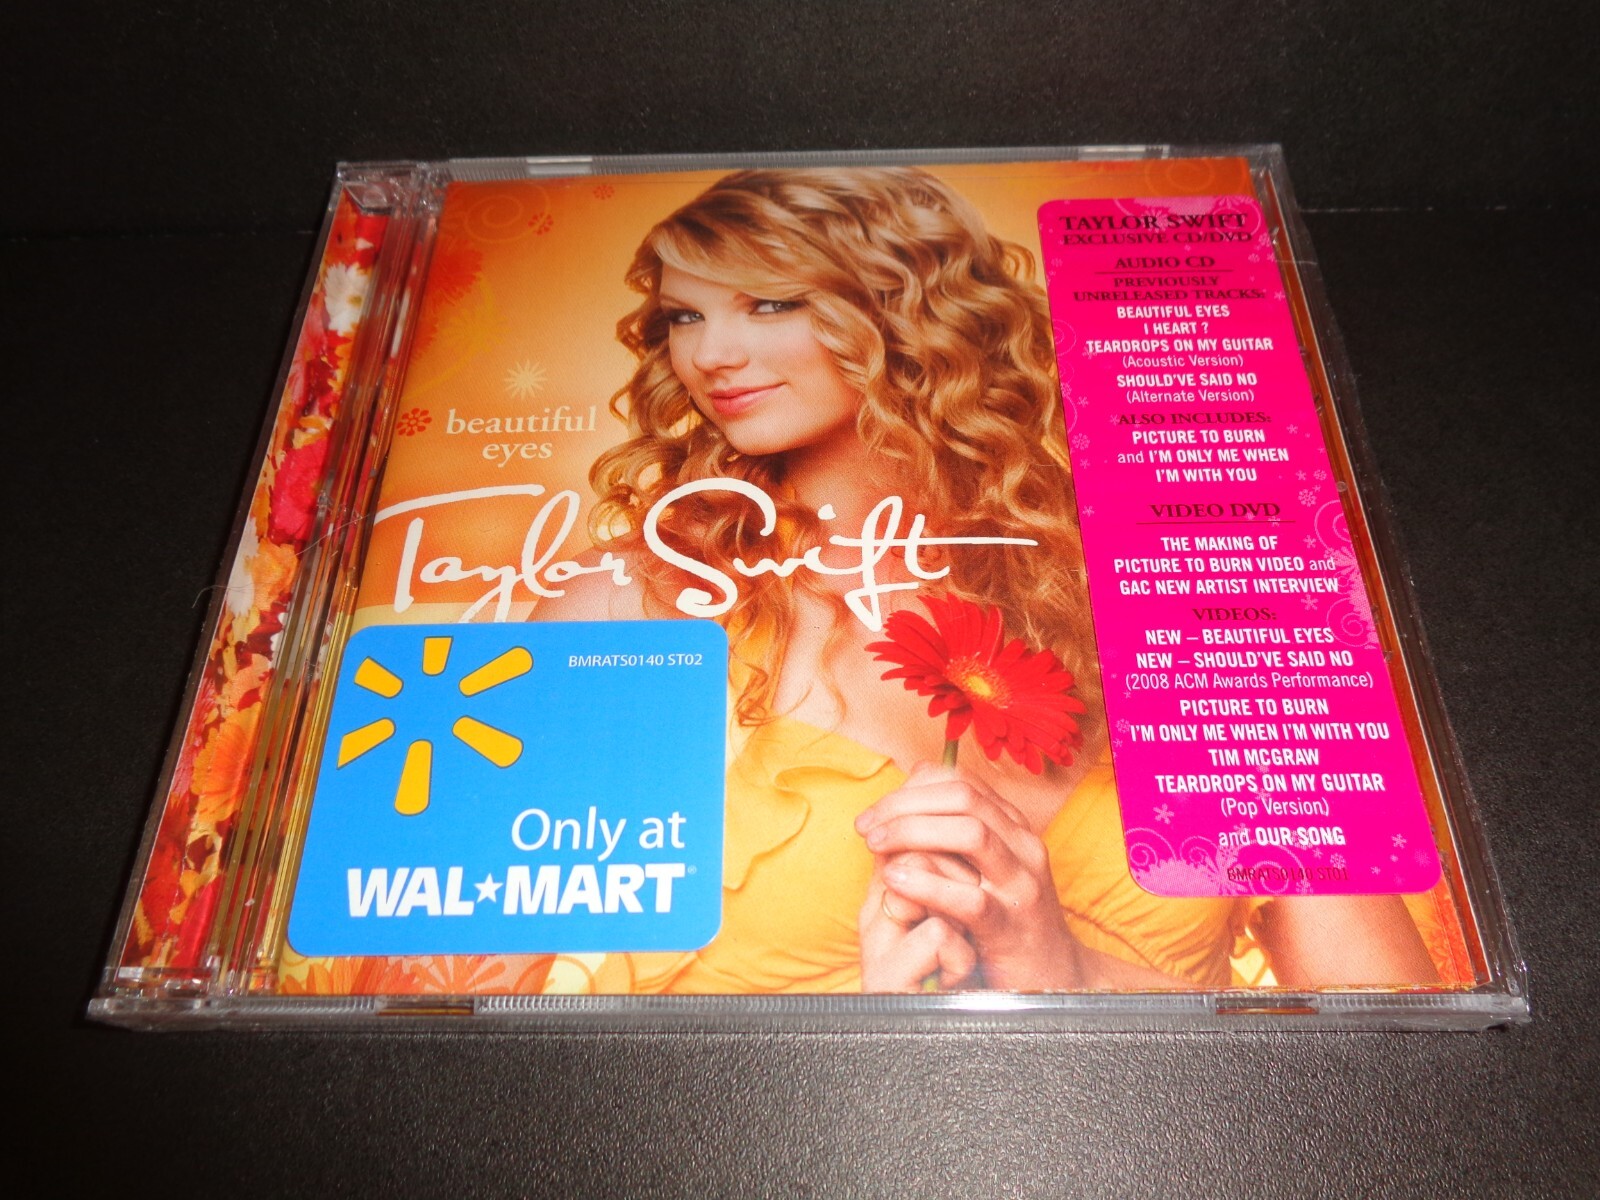 beautiful
eyes
Taylor Swift
BMRATS0140 ST02
Only at
WAL★MART®
TAYLOR SWIFT
EXCLUSIVE CD/DVD
AUDIO CD
PREVIOUSLY
UNRELEASED TRACKS:
BEAUTIFUL EYES
I HEART ?
TEARDROPS ON MY GUITAR
(Acoustic Version)
SHOULD'VE SAID NO
(Alternate Version)
ALSO INCLUDES:
PICTURE TO BURN
and I'M ONLY ME WHEN
I'M WITH YOU
VIDEO DVD
THE MAKING OF
PICTURE TO BURN VIDEO and
GAC NEW ARTIST INTERVIEW
VIDEOS:
NEW – BEAUTIFUL EYES
NEW – SHOULD'VE SAID NO
(2008 ACM Awards Performance)
PICTURE TO BURN
I'M ONLY ME WHEN I'M WITH YOU
TIM MCGRAW
TEARDROPS ON MY GUITAR
(Pop Version)
and OUR SONG
BMRATS0140 ST01